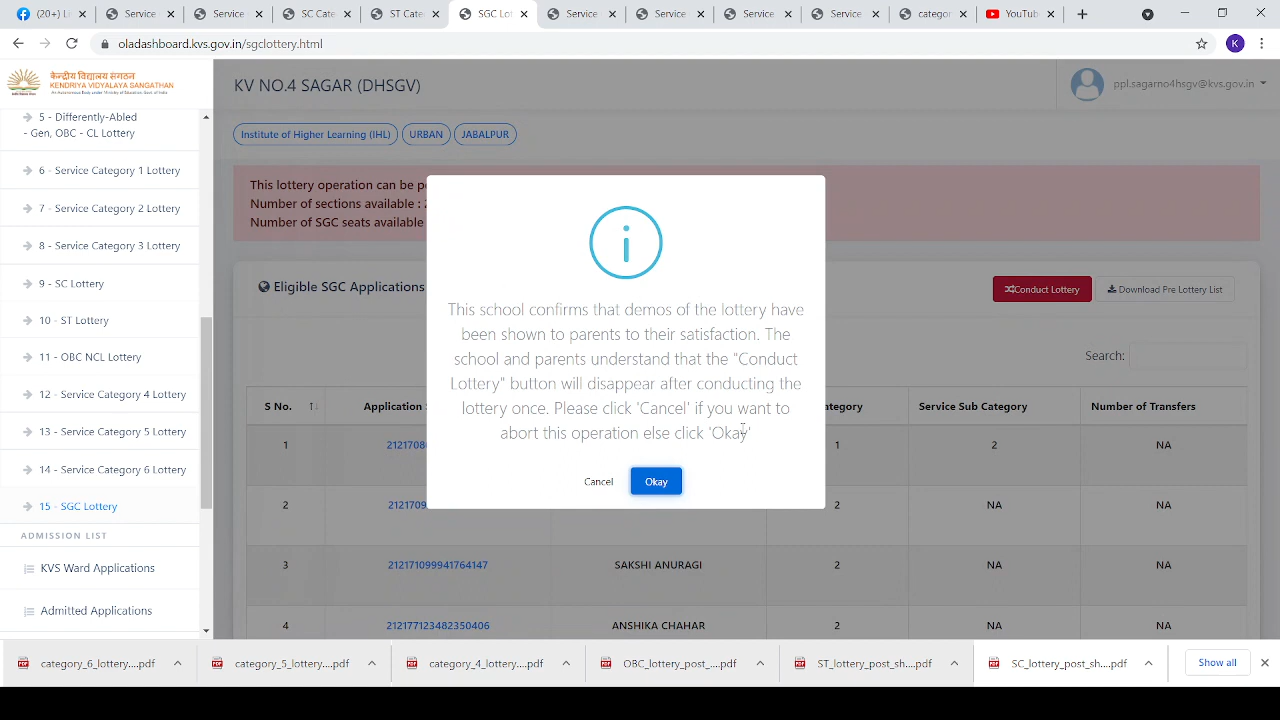 (20+) Li
Service
Service
SC Cate
ST Categ
SGC Lot
Service
Service
Service
Service
categor
YouTube
oladashboard.kvs.gov.in/sgclottery.html
K
केन्द्रीय विद्यालय संगठन
KENDRIYA VIDYALAYA SANGATHAN
KV NO.4 SAGAR (DHSGV)
ppl.sagarno4hsgv@kvs.gov.in
Institute of Higher Learning (IHL)
URBAN
JABALPUR
5 - Differently-Abled
- Gen, OBC - CL Lottery
6 - Service Category 1 Lottery
7 - Service Category 2 Lottery
8 - Service Category 3 Lottery
9 - SC Lottery
10 - ST Lottery
11 - OBC NCL Lottery
12 - Service Category 4 Lottery
13 - Service Category 5 Lottery
14 - Service Category 6 Lottery
15 - SGC Lottery
ADMISSION LIST
KVS Ward Applications
Admitted Applications
This lottery operation can be
Number of sections available :
Number of SGC seats available
Eligible SGC Applications
Conduct Lottery
Download Pre Lottery List
Search:
This school confirms that demos of the lottery have
been shown to parents to their satisfaction. The
school and parents understand that the "Conduct
Lottery" button will disappear after conducting the
lottery once. Please click 'Cancel' if you want to
abort this operation else click 'Okay'
Cancel
Okay
S No.
Application
Service Sub Category
Number of Transfers
1
1
2
NA
2
2
NA
NA
3
212171099941764147
SAKSHI ANURAGI
2
NA
NA
4
212177123482350406
ANSHIKA CHAHAR
2
NA
NA
category_6_lottery....pdf
category_5_lottery....pdf
category_4_lottery....pdf
OBC_lottery_post_....pdf
ST_lottery_post_sh....pdf
SC_lottery_post_sh....pdf
Show all